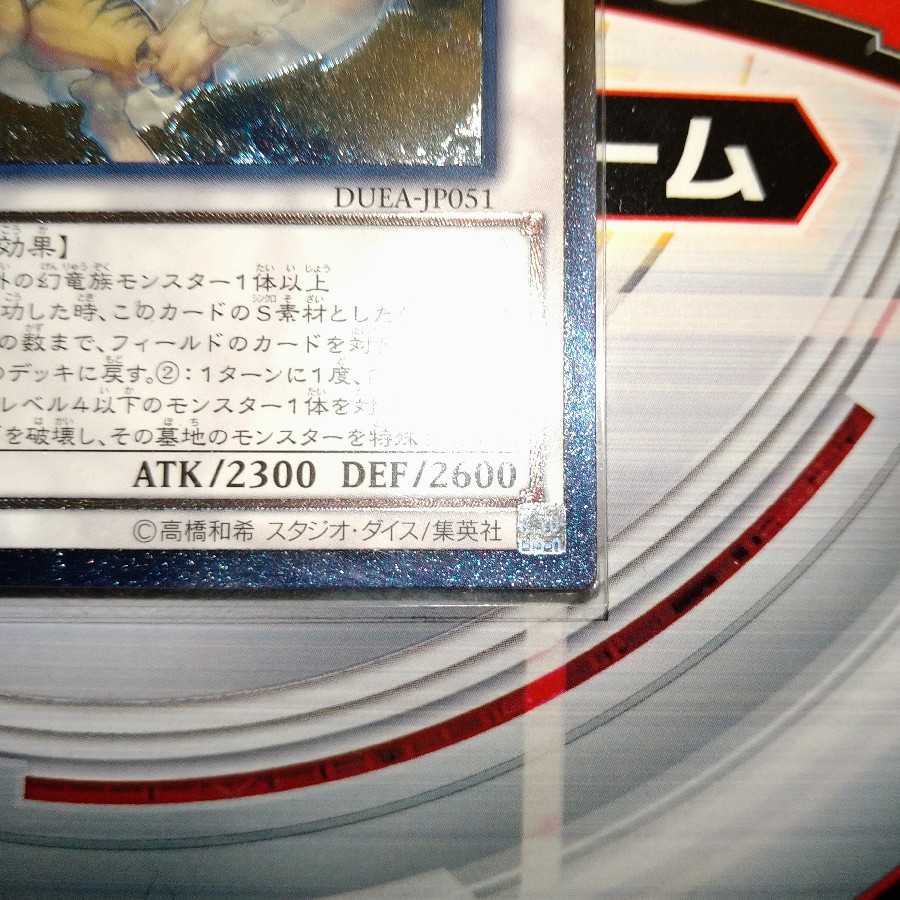 ーム
DUEA-JP051
効果】
外の幻竜族モンスター1体以上
功した時、このカードのS素材とした
の数まで、フィールドのカードを対
のデッキに戻す。②：1ターンに1度、
レベル4以下のモンスター1体を対
を破壊し、その墓地のモンスターを特殊
ATK/2300 DEF/2600
©高橋和希 スタジオ・ダイス/集英社